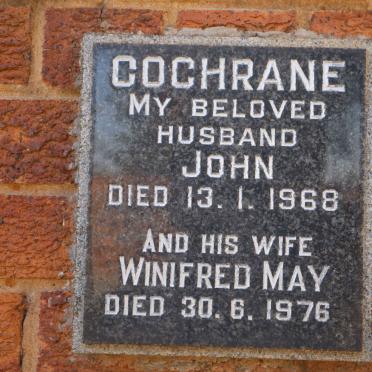 COCHRANE
MY BELOVED
HUSBAND
JOHN
DIED 13. 1. 1968
AND HIS WIFE
WINIFRED MAY
DIED 30. 6. 1976